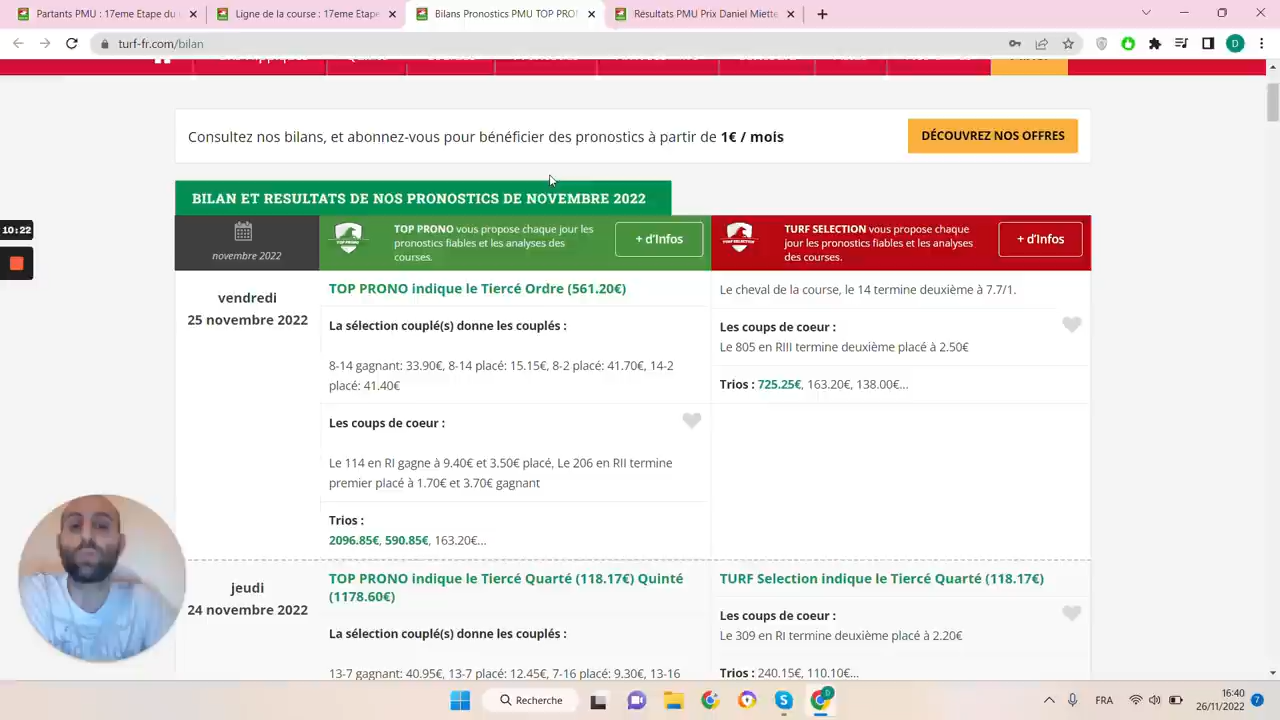 Partants PMU : 17eme Etape du
Ligne de la course : 17eme Etape
Bilans Pronostics PMU TOP PRO
Résultats PMU Prix Daniel Miette
turf-fr.com/bilan
Consultez nos bilans, et abonnez-vous pour bénéficier des pronostics à partir de 1€ / mois
DÉCOUVREZ NOS OFFRES
BILAN ET RESULTATS DE NOS PRONOSTICS DE NOVEMBRE 2022
10:22
novembre 2022
TOP PRONO vous propose chaque jour les
pronostics fiables et les analyses des
courses.
+ d'Infos
TURF SELECTION vous propose chaque
jour les pronostics fiables et les analyses
des courses.
+ d'Infos
vendredi
25 novembre 2022
TOP PRONO indique le Tiercé Ordre (561.20€)
La sélection couplé(s) donne les couplés :
8-14 gagnant: 33.90€, 8-14 placé: 15.15€, 8-2 placé: 41.70€, 14-2
placé: 41.40€
Les coups de coeur :
Le 114 en RI gagne à 9.40€ et 3.50€ placé, Le 206 en RII termine
premier placé à 1.70€ et 3.70€ gagnant
Trios :
2096.85€, 590.85€, 163.20€...
Le cheval de la course, le 14 termine deuxième à 7.7/1.
Les coups de coeur :
Le 805 en RIII termine deuxième placé à 2.50€
Trios : 725.25€, 163.20€, 138.00€...
jeudi
24 novembre 2022
TOP PRONO indique le Tiercé Quarté (118.17€) Quinté
(1178.60€)
La sélection couplé(s) donne les couplés :
13-7 gagnant: 40.95€, 13-7 placé: 12.45€, 7-16 placé: 9.30€, 13-16
TURF Selection indique le Tiercé Quarté (118.17€)
Les coups de coeur :
Le 309 en RI termine deuxième placé à 2.20€
Trios : 240.15€, 110.10€...
Recherche
FRA
16:40
26/11/2022
7